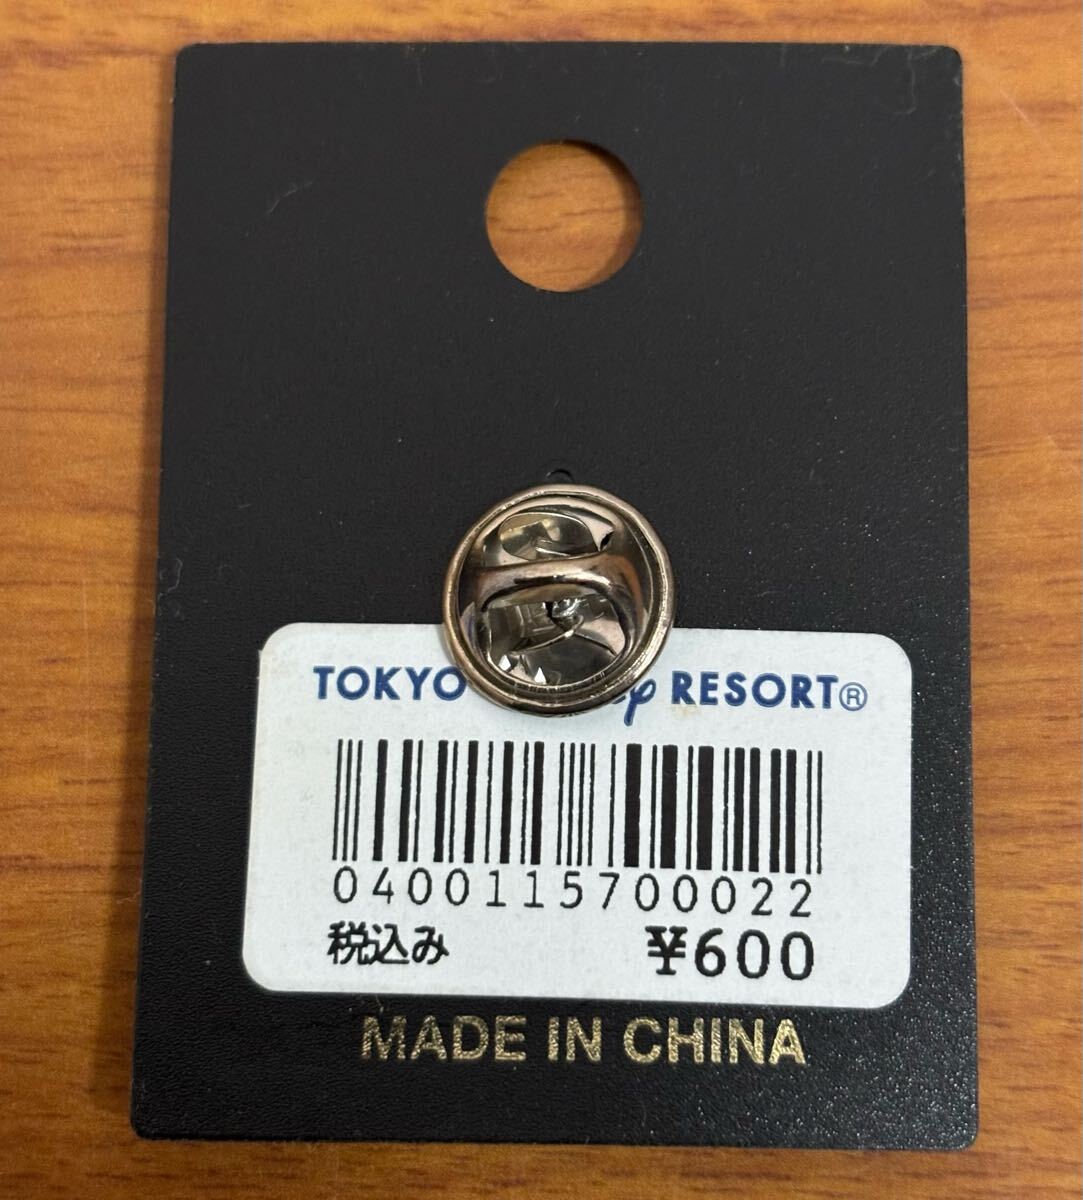 TOKYO RESORT®
0400115700022
税込み ¥600
MADE IN CHINA